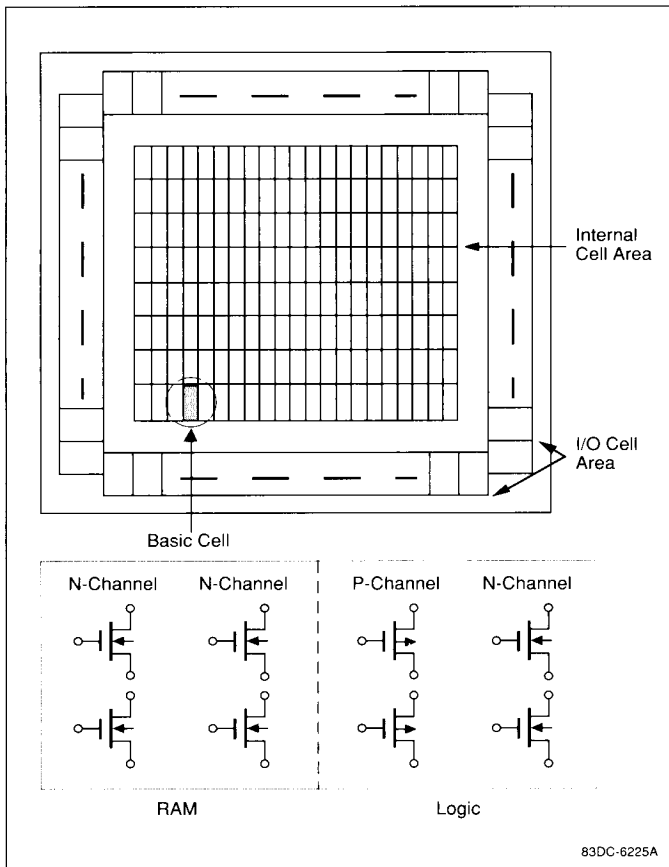 Internal
Cell Area
I/O Cell
Area
Basic Cell
N-Channel N-Channel P-Channel N-Channel
RAM Logic
83DC-6225A